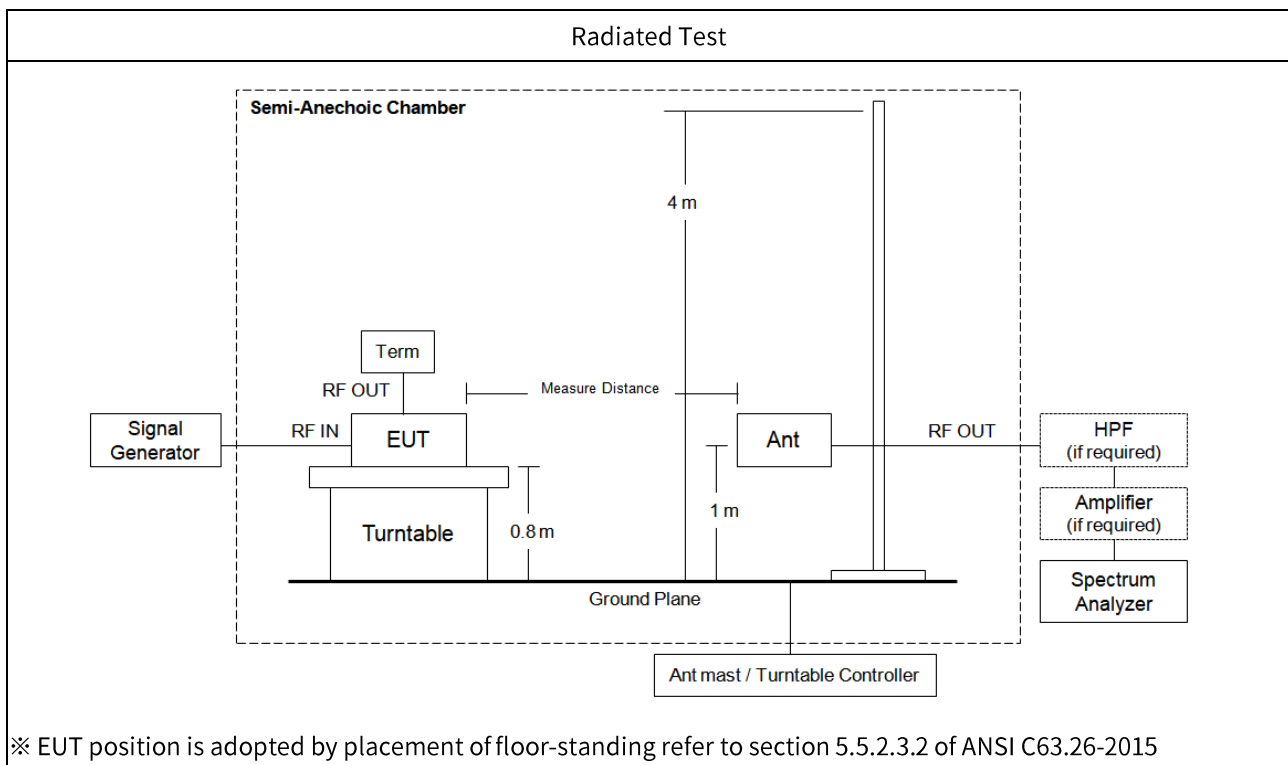 Radiated Test
Semi-Anechoic Chamber
4 m
Term
RF OUT
Measure Distance
Signal
Generator
RF IN
EUT
Ant
RF OUT
HPF
(if required)
1 m
0.8 m
Turntable
Amplifier
(if required)
Spectrum
Analyzer
Ground Plane
Ant mast / Turntable Controller
※ EUT position is adopted by placement of floor-standing refer to section 5.5.2.3.2 of ANSI C63.26-2015